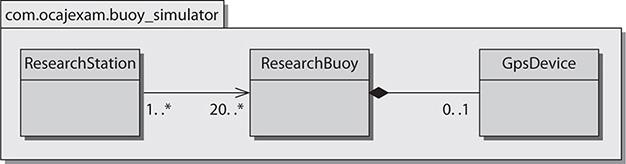 com.ocajexam.buoy_simulator
ResearchStation ResearchBuoy GpsDevice
1..* 20..* 0..1